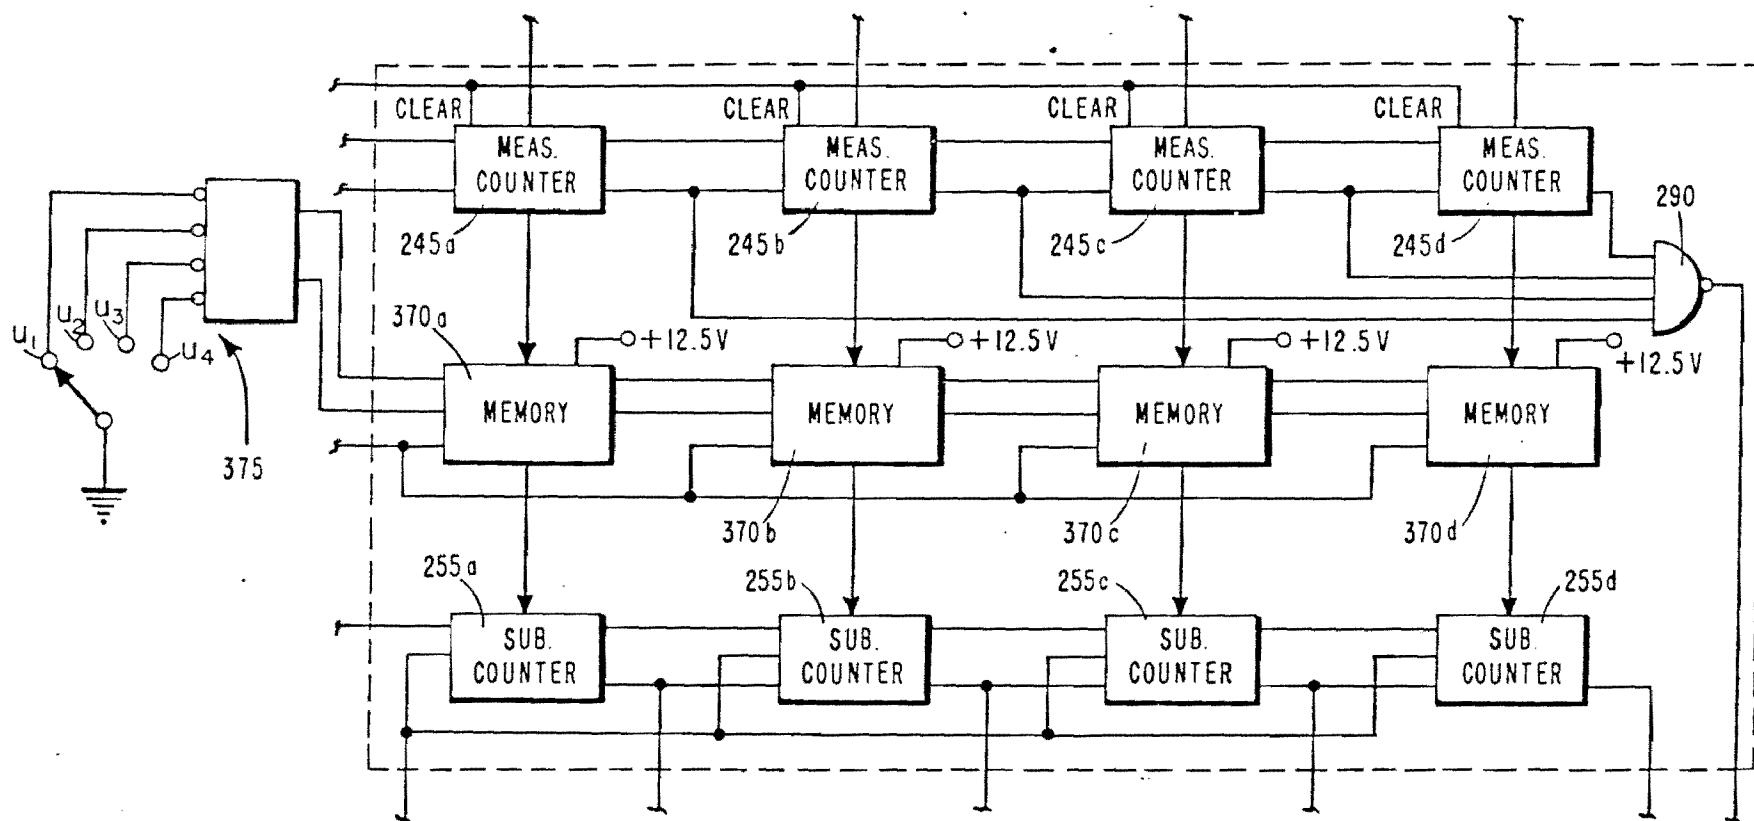 CLEAR CLEAR CLEAR CLEAR
MEAS. COUNTER
MEAS. COUNTER
MEAS. COUNTER
MEAS. COUNTER
290
245a
245b
245c
245d
u1
u2
u3
u4
375
370a
+12.5V
+12.5V
+12.5V
+12.5V
MEMORY
MEMORY
MEMORY
MEMORY
370b
370c
370d
255a
255b
255c
255d
SUB. COUNTER
SUB. COUNTER
SUB. COUNTER
SUB. COUNTER